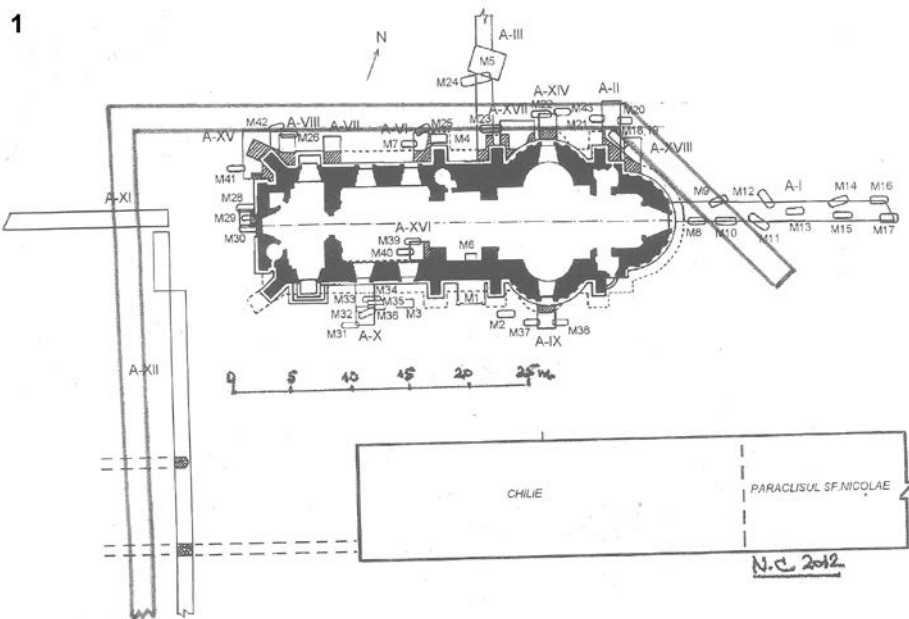 1
N
A-III
M5
M24
A-XIV
A-II
M22
M43
M20
A-XVII
M42
A-VIII
A-VII
A-VI
M25
M23
M21
M18,19
A-XV
M26
M7
M4
A-XVIII
M41
A-XI
M9
M12
A-I
M14
M16
M28
M29
M30
A-XVI
M39
M40
M6
M8
M10
M11
M13
M15
M17
M34
M33
M35
M32
M36
M3
M1
M31
A-X
M2
M37
M38
A-IX
A-XII
0 5 10 15 20 25 m.
CHILIE
PARACLISUL SF.NICOLAE
N.C. 2012